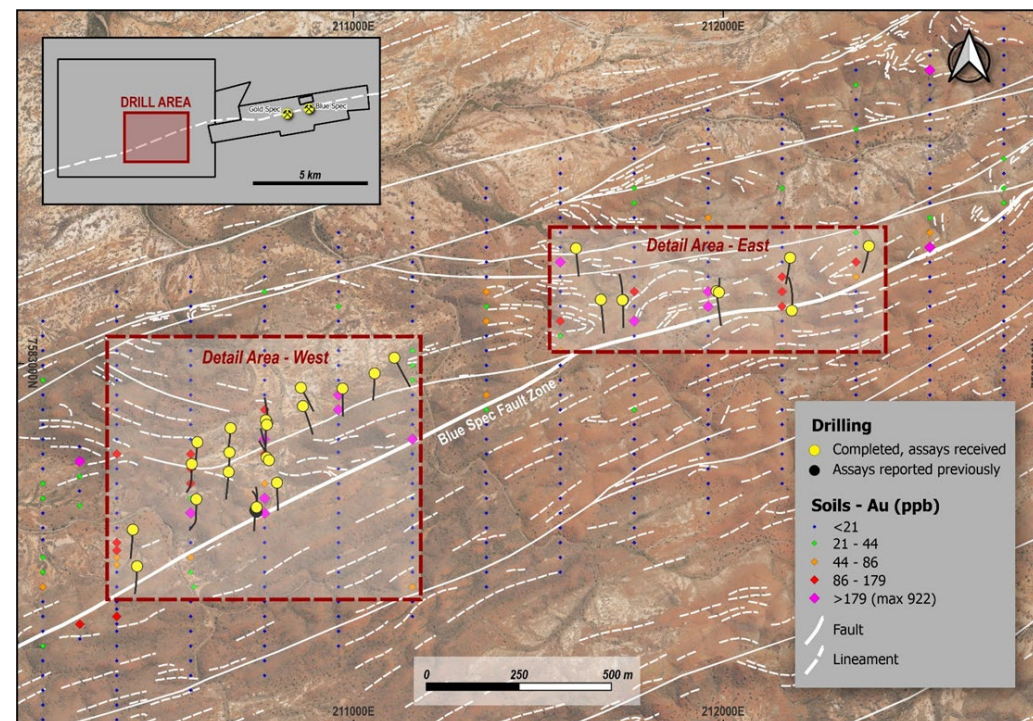 211000E
212000E
DRILL AREA
Gold Spec
Blue Spec
5 km
Detail Area - East
7583000N
7583000N
Detail Area - West
Blue Spec Fault Zone
Drilling
Completed, assays received
Assays reported previously
Soils - Au (ppb)
<21
21 - 44
44 - 86
86 - 179
>179 (max 922)
Fault
Lineament
0
250
500 m
211000E
212000E